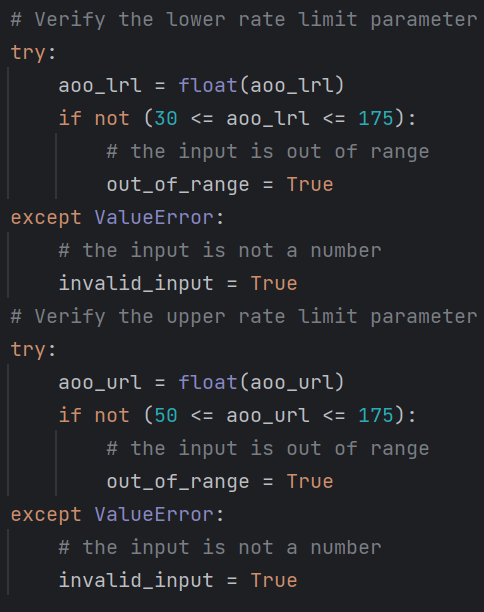 # Verify the lower rate limit parameter
try:
    aoo_lrl = float(aoo_lrl)
    if not (30 <= aoo_lrl <= 175):
        # the input is out of range
        out_of_range = True
except ValueError:
    # the input is not a number
    invalid_input = True
# Verify the upper rate limit parameter
try:
    aoo_url = float(aoo_url)
    if not (50 <= aoo_url <= 175):
        # the input is out of range
        out_of_range = True
except ValueError:
    # the input is not a number
    invalid_input = True